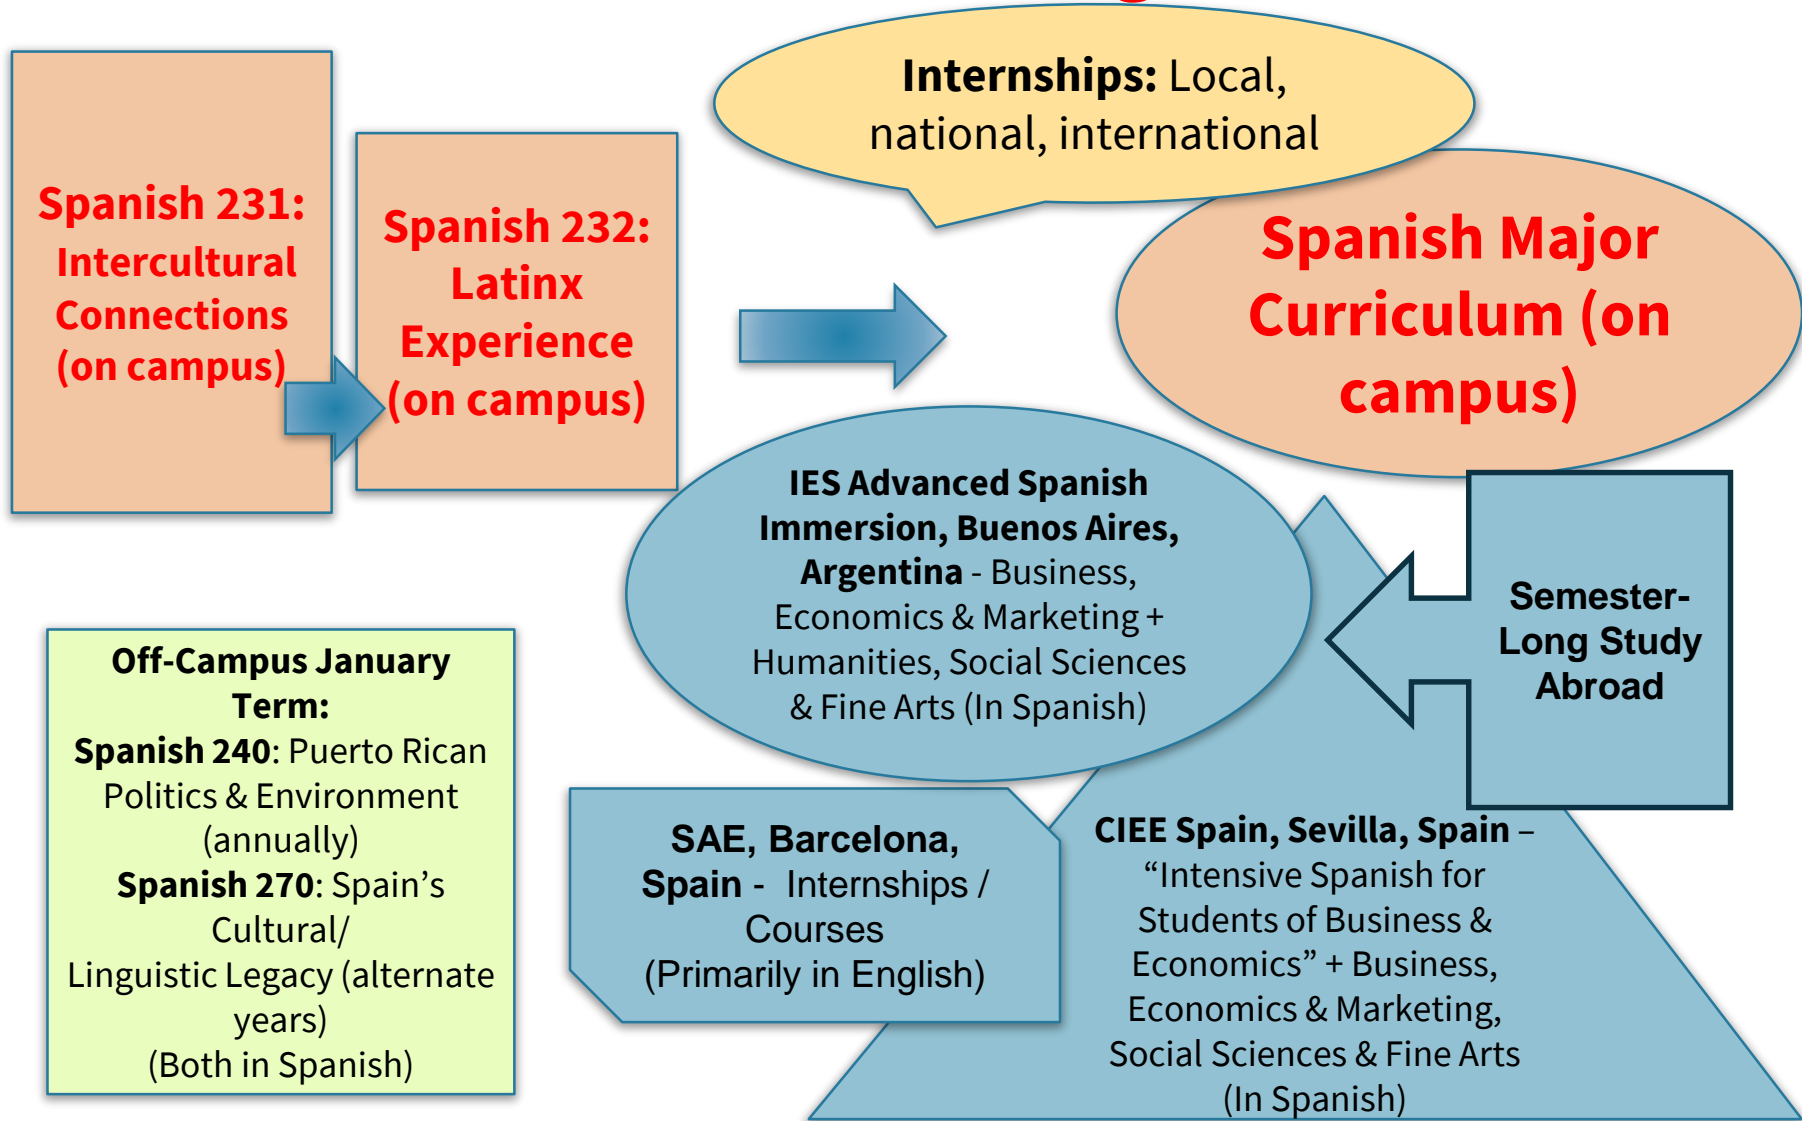 Internships: Local,
national, international
Spanish 231:
Intercultural
Connections
(on campus)
Spanish 232:
Latinx
Experience
(on campus)
Spanish Major
Curriculum (on
campus)
IES Advanced Spanish
Immersion, Buenos Aires,
Argentina - Business,
Economics & Marketing +
Humanities, Social Sciences
& Fine Arts (In Spanish)
Semester-
Long Study
Abroad
Off-Campus January
Term:
Spanish 240: Puerto Rican
Politics & Environment
(annually)
Spanish 270: Spain’s
Cultural/
Linguistic Legacy (alternate
years)
(Both in Spanish)
SAE, Barcelona,
Spain - Internships /
Courses
(Primarily in English)
CIEE Spain, Sevilla, Spain –
“Intensive Spanish for
Students of Business &
Economics” + Business,
Economics & Marketing,
Social Sciences & Fine Arts
(In Spanish)